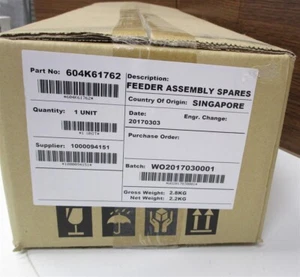 Part No: 604K61762
Description:
FEEDER ASSEMBLY SPARES
Country Of Origin: SINGAPORE
Quantity: 1 UNIT
Date: Engr. Change:
20170303
Purchase Order:
Supplier: 1000094151
Batch: WO2017030001
Gross Weight: 2.8KG
Net Weight: 2.2KG